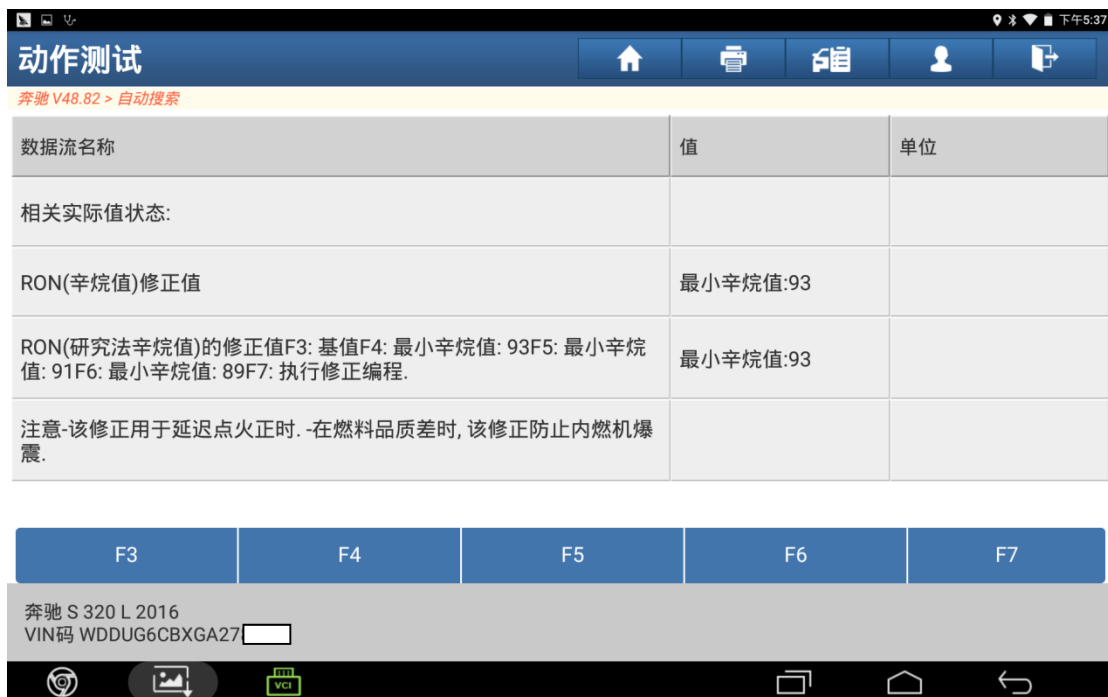 下午5:37
动作测试
奔驰 V48.82 > 自动搜索
数据流名称 值 单位
相关实际值状态:
RON(辛烷值)修正值 最小辛烷值:93
RON(研究法辛烷值)的修正值F3: 基值F4: 最小辛烷值: 93F5: 最小辛烷
值: 91F6: 最小辛烷值: 89F7: 执行修正编程. 最小辛烷值:93
注意-该修正用于延迟点火正时. -在燃料品质差时, 该修正防止内燃机爆
震.
F3 F4 F5 F6 F7
奔驰 S 320 L 2016
VIN码 WDDUG6CBXGA27
VCI